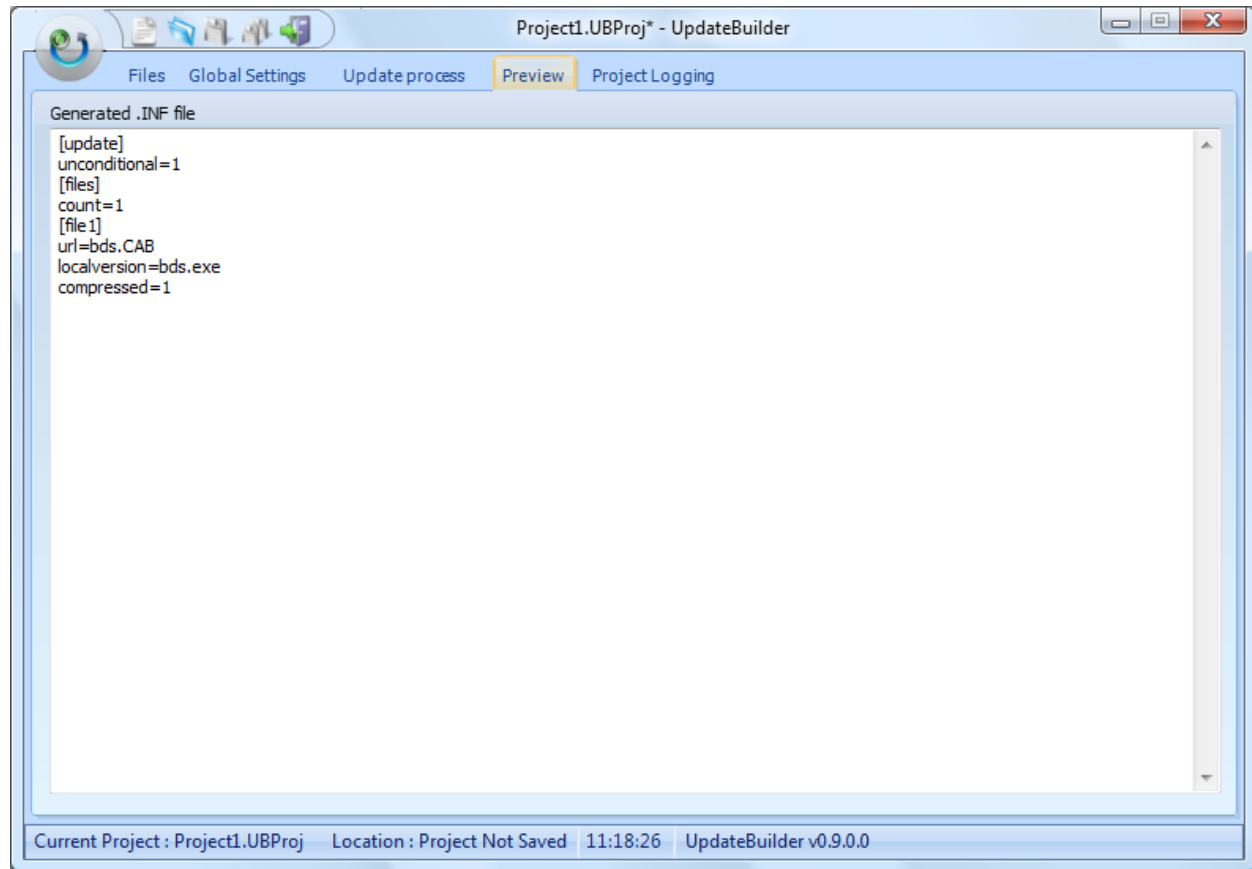 Project1.UBProj* - UpdateBuilder
Files Global Settings Update process Preview Project Logging
Generated .INF file
[update]
unconditional=1
[files]
count=1
[file1]
url=bds.CAB
localversion=bds.exe
compressed=1
Current Project : Project1.UBProj Location : Project Not Saved 11:18:26 UpdateBuilder v0.9.0.0